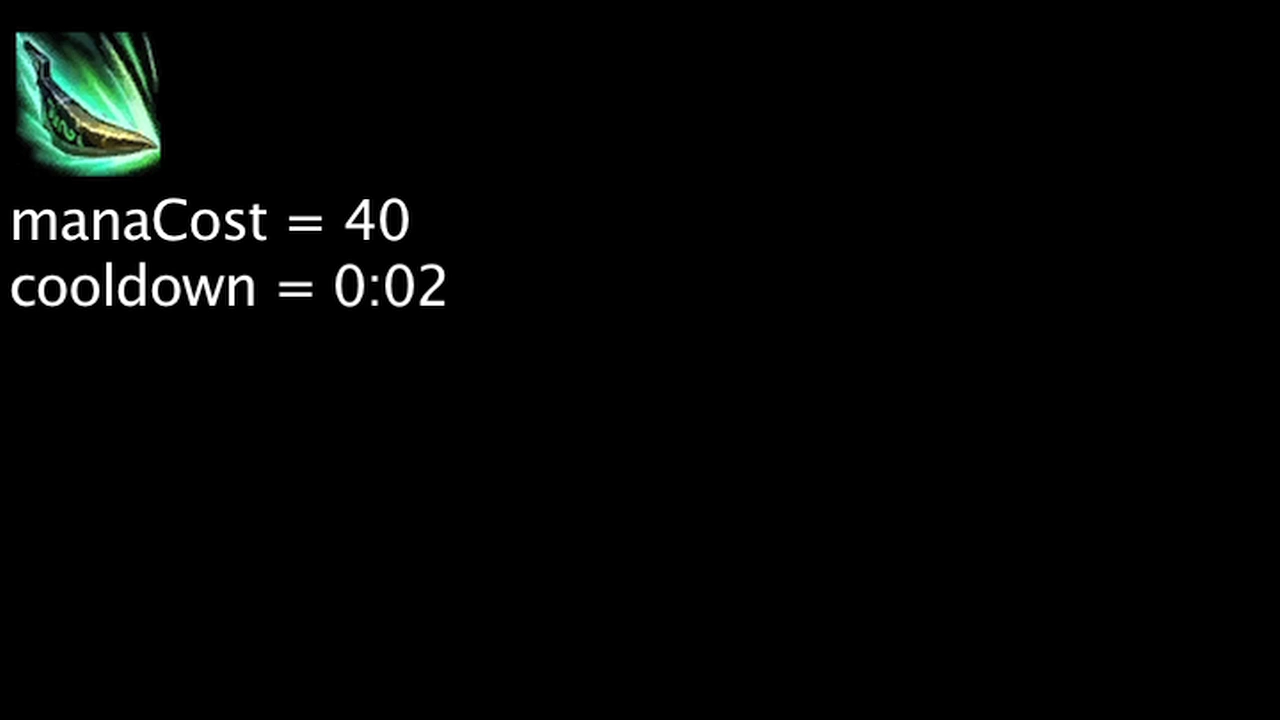 manaCost = 40
cooldown = 0:02